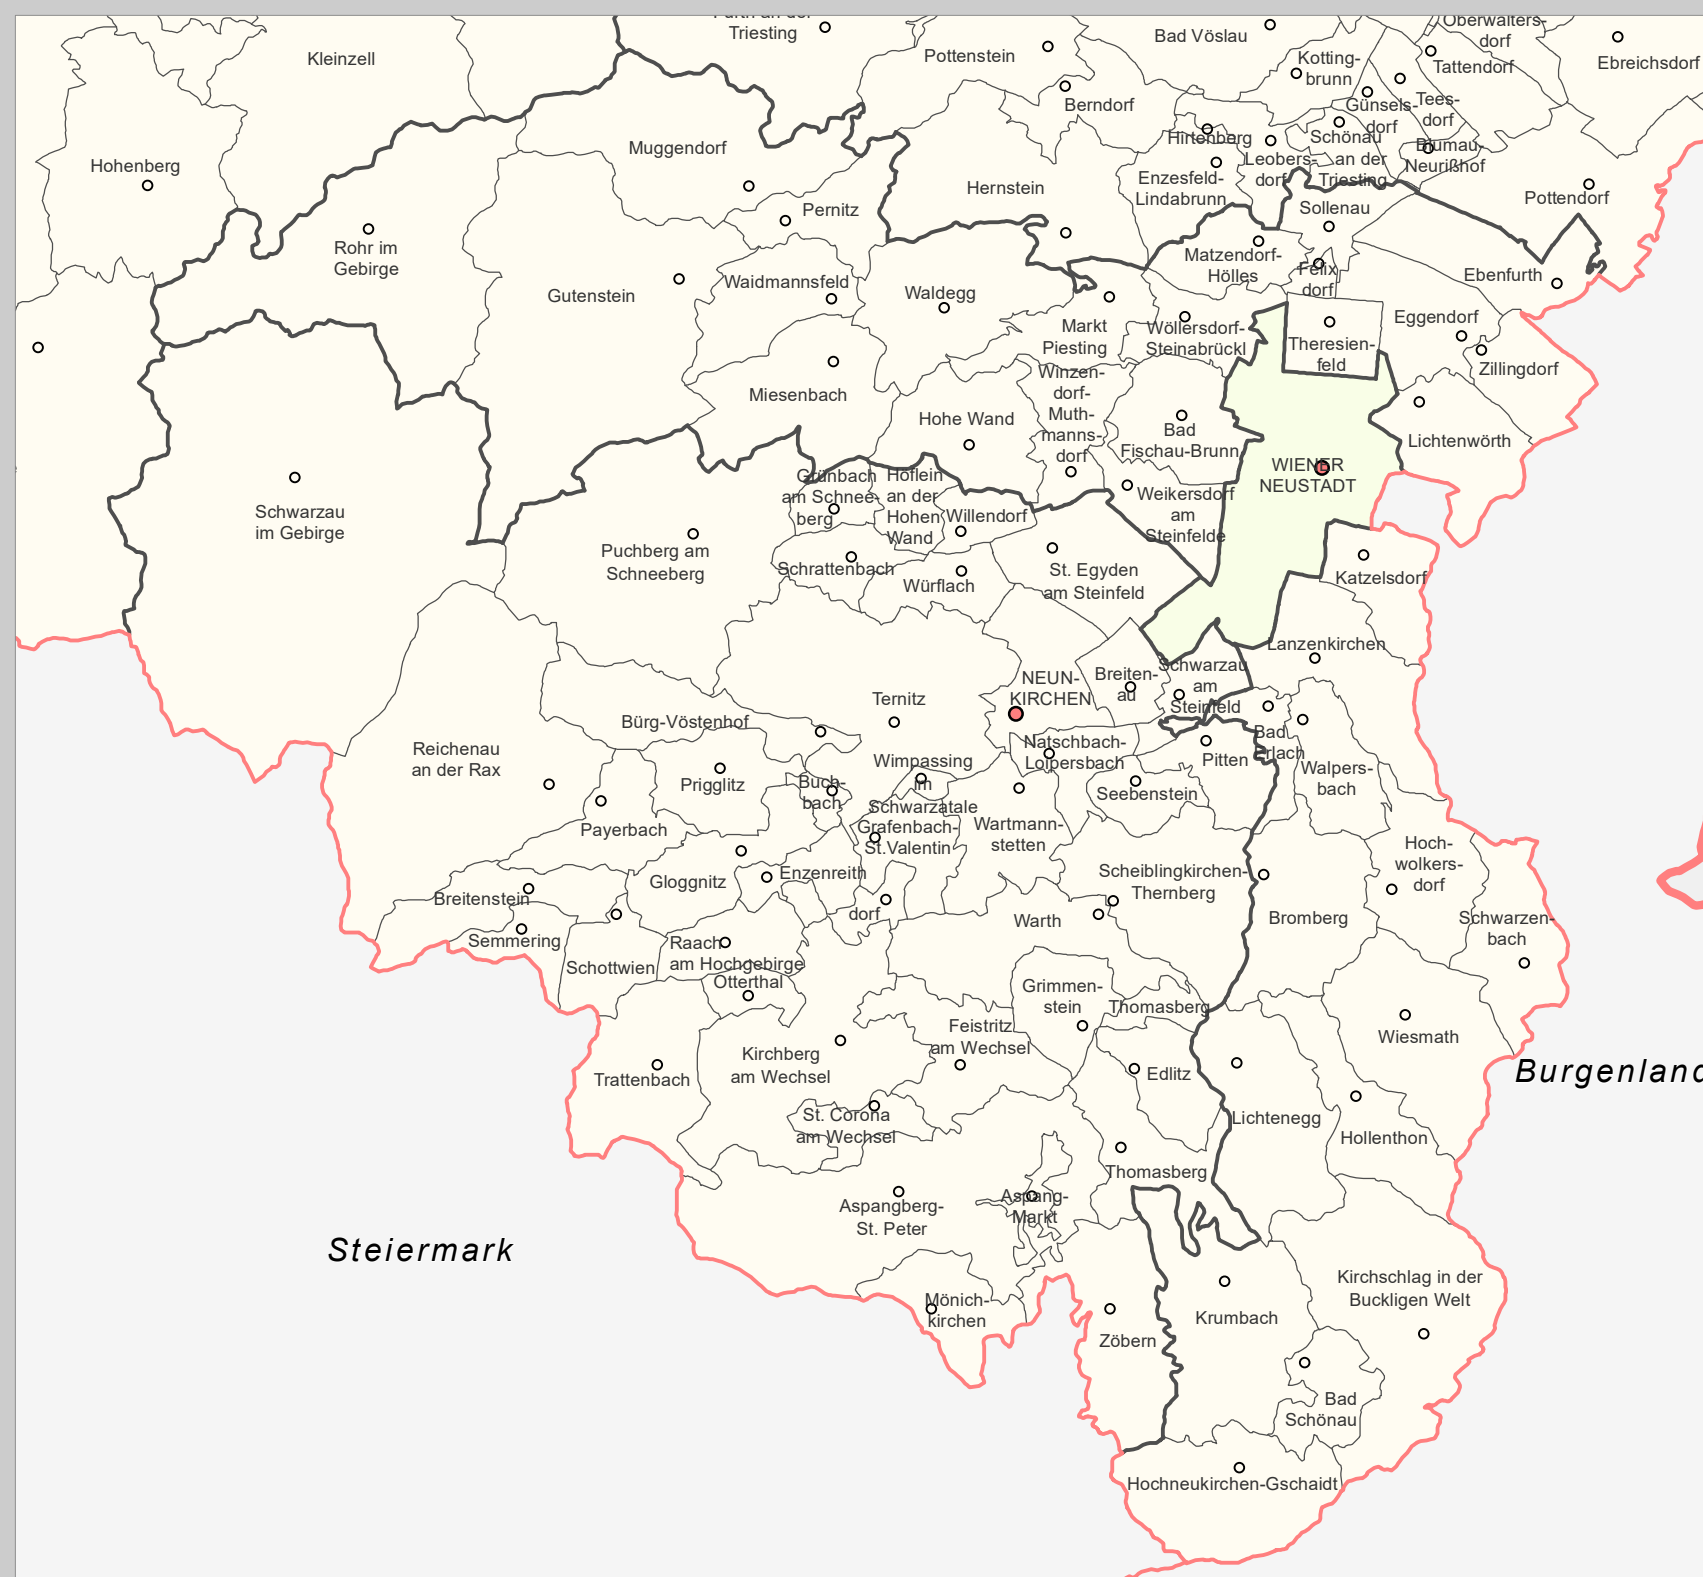 Triesting
Kleinzell
Pottenstein
Bad Vöslau
Oberwalters-
dorf
Kotting-
brunn
Tattendorf
Ebreichsdorf
Berndorf
Günsels-
dorf
Tees-
dorf
Hohenberg
Muggendorf
Hirtenberg
Schönau
an der
Triesting
Leobers-
dorf
Blumau-
Neurißhof
Hernstein
Enzesfeld-
Lindabrunn
Pottendorf
Pernitz
Sollenau
Rohr im
Gebirge
Matzendorf-
Hölles
Felix
dorf
Ebenfurth
Gutenstein
Waidmannsfeld
Waldegg
Markt
Piesting
Wöllersdorf-
Steinabrückl
Eggendorf
Theresien-
feld
Zillingdorf
Miesenbach
Winzen-
dorf-
Muth-
manns-
dorf
Hohe Wand
Bad
Fischau-Brunn
Lichtenwörth
WIENER
NEUSTADT
Grünbach
am Schnee-
berg
Höflein
an der
Hohen
Wand
Willendorf
Weikersdorf
am
Steinfelde
Schwarzau
im Gebirge
Puchberg am
Schneeberg
Schrattenbach
Würflach
St. Egyden
am Steinfeld
Katzelsdorf
Lanzenkirchen
Ternitz
NEUN-
KIRCHEN
Breiten-
au
Schwarzau
am
Steinfeld
Bürg-Vöstenhof
Reichenau
an der Rax
Prigglitz
Buch-
bach
Wimpassing
im
Schwarzatale
Natschbach-
Loipersbach
Pitten
Bad
Erlach
Walpers-
bach
Seebenstein
Payerbach
Grafenbach-
St.Valentin
Wartmann-
stetten
Hoch-
wolkers-
dorf
Gloggnitz
Enzenreith
Scheiblingkirchen-
Thernberg
Breitenstein
dorf
Warth
Bromberg
Schwarzen-
bach
Semmering
Schottwien
Raach
am Hochgebirge
Otterthal
Grimmen-
stein
Thomasberg
Feistritz
am Wechsel
Wiesmath
Kirchberg
am Wechsel
Trattenbach
Edlitz
Burgenland
St. Corona
am Wechsel
Lichtenegg
Hollenthon
Thomasberg
Aspangberg-
St. Peter
Aspang-
Markt
Steiermark
Kirchschlag in der
Buckligen Welt
Mönich-
kirchen
Krumbach
Zöbern
Bad
Schönau
Hochneukirchen-Gschaidt